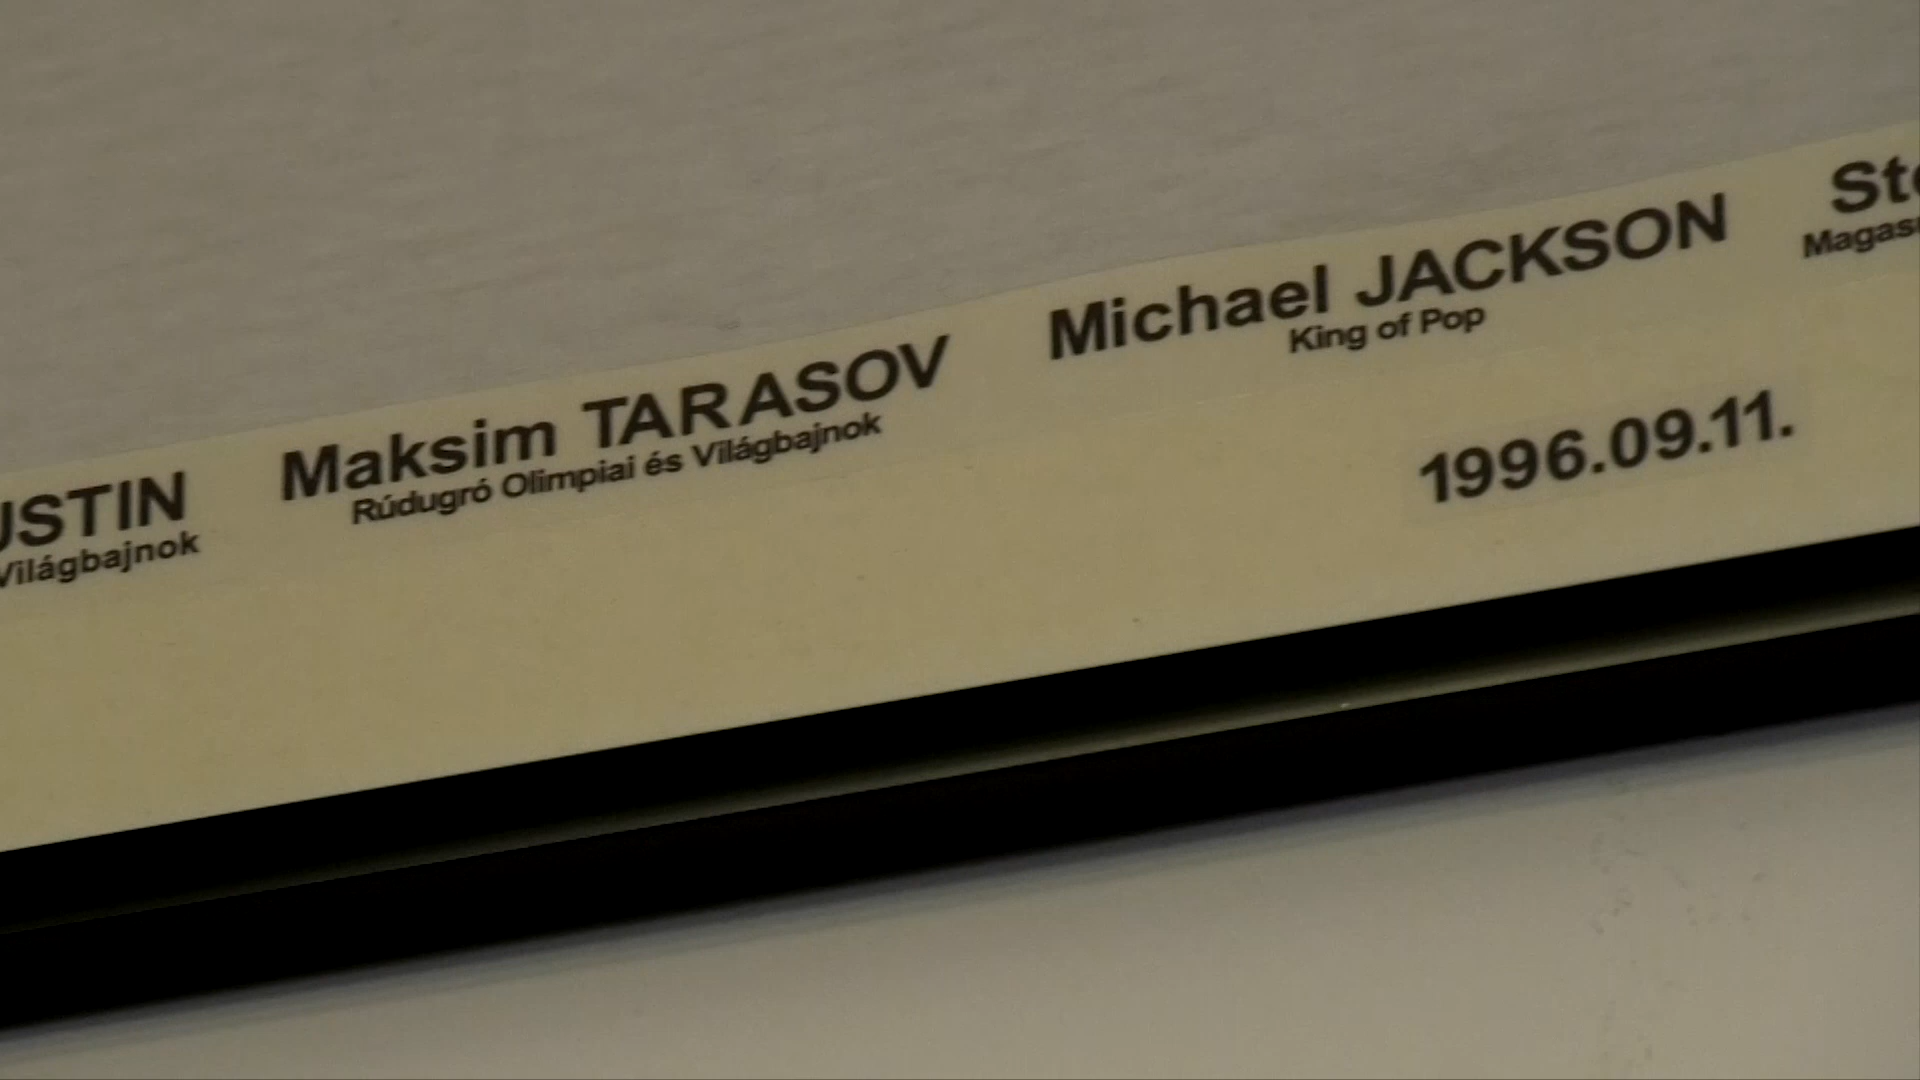 USTIN
Világbajnok
Maksim TARASOV
Rúdugró Olimpiai és Világbajnok
Michael JACKSON
King of Pop
1996.09.11.